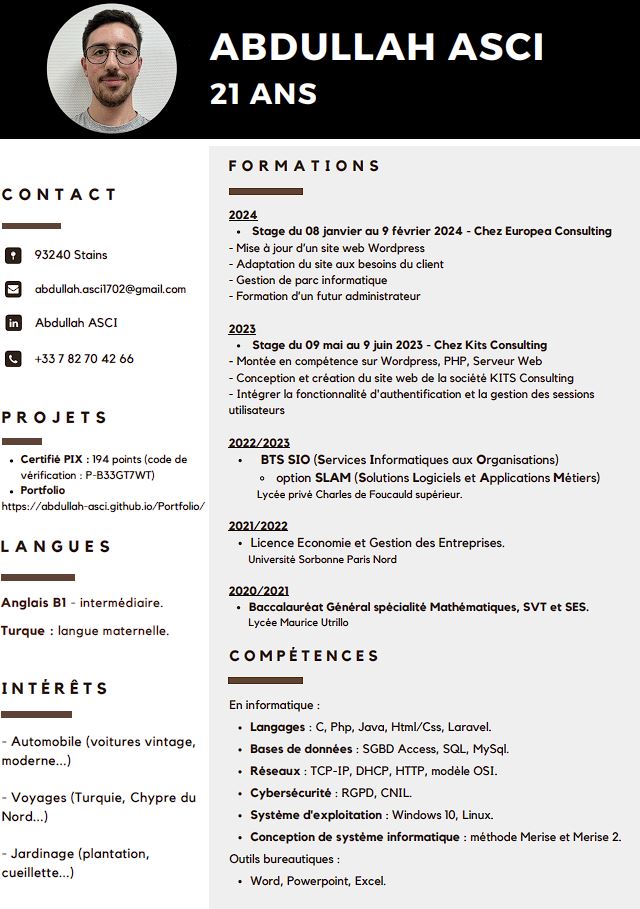 ABDULLAH ASCI
21 ANS
CONTACT
93240 Stains
abdullah.asci1702@gmail.com
Abdullah ASCI
+33 7 82 70 42 66
PROJETS
• Certifié PIX : 194 points (code de
vérification : P-B33GT7WT)
• Portfolio
https://abdullah-asci.github.io/Portfolio/
LANGUES
Anglais B1 - intermédiaire.
Turque : langue maternelle.
INTÉRÊTS
- Automobile (voitures vintage,
moderne...)
- Voyages (Turquie, Chypre du
Nord...)
- Jardinage (plantation,
cueillette...)
FORMATIONS
2024
• Stage du 08 janvier au 9 février 2024 - Chez Europea Consulting
- Mise à jour d'un site web Wordpress
- Adaptation du site aux besoins du client
- Gestion de parc informatique
- Formation d'un futur administrateur
2023
• Stage du 09 mai au 9 juin 2023 - Chez Kits Consulting
- Montée en compétence sur Wordpress, PHP, Serveur Web
- Conception et création du site web de la société KITS Consulting
- Intégrer la fonctionnalité d'authentification et la gestion des sessions
utilisateurs
2022/2023
• BTS SIO (Services Informatiques aux Organisations)
◦ option SLAM (Solutions Logiciels et Applications Métiers)
Lycée privé Charles de Foucauld supérieur.
2021/2022
• Licence Economie et Gestion des Entreprises.
Université Sorbonne Paris Nord
2020/2021
• Baccalauréat Général spécialité Mathématiques, SVT et SES.
Lycée Maurice Utrillo
COMPÉTENCES
En informatique :
• Langages : C, Php, Java, Html/Css, Laravel.
• Bases de données : SGBD Access, SQL, MySql.
• Réseaux : TCP-IP, DHCP, HTTP, modèle OSI.
• Cybersécurité : RGPD, CNIL.
• Système d'exploitation : Windows 10, Linux.
• Conception de système informatique : méthode Merise et Merise 2.
Outils bureautiques :
• Word, Powerpoint, Excel.